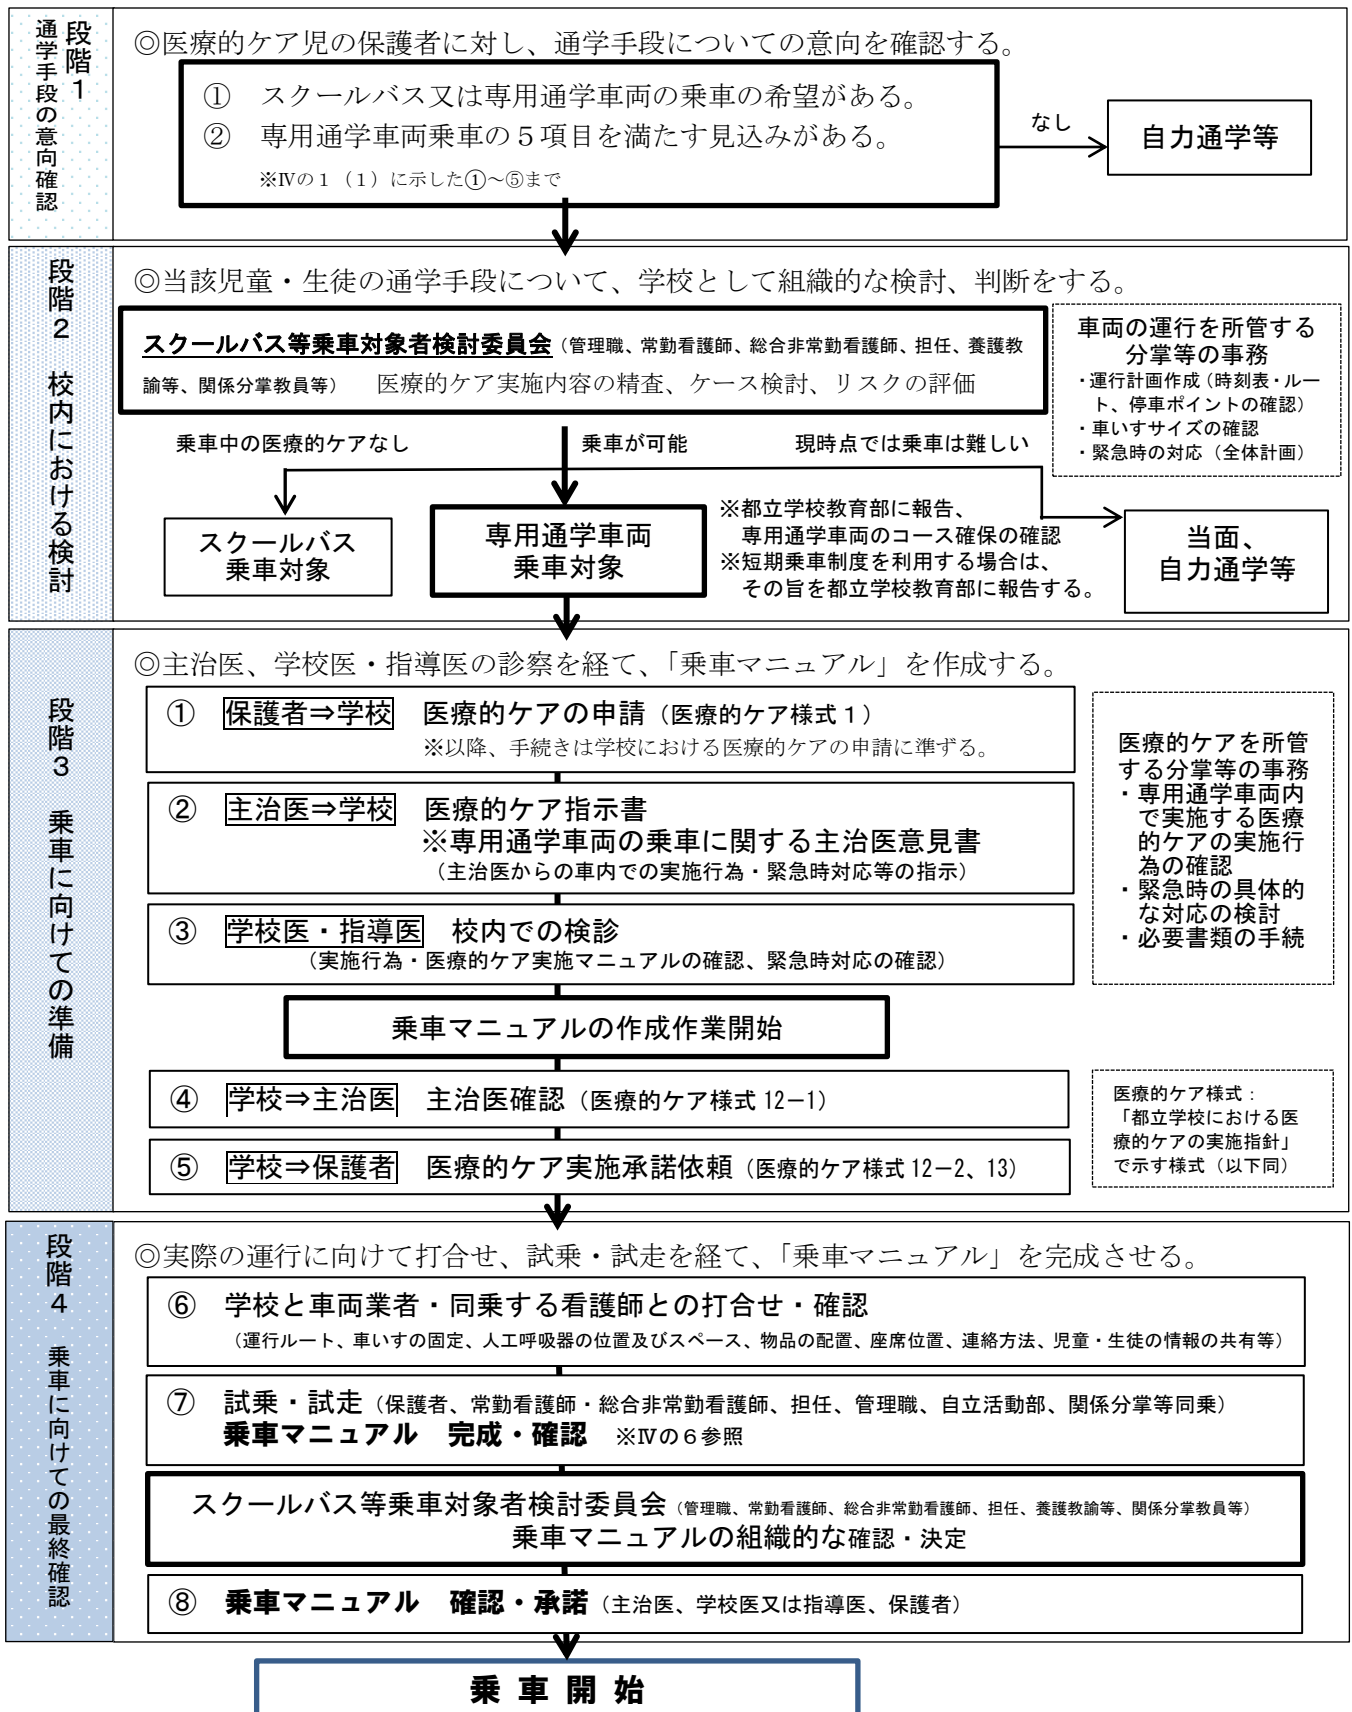 段階1
通学手段の意向確認
◎医療的ケア児の保護者に対し、通学手段についての意向を確認する。
① スクールバス又は専用通学車両の乗車の希望がある。
② 専用通学車両乗車の5項目を満たす見込みがある。
※Ⅳの1(1)に示した①～⑤まで
なし
自力通学等
段階2 校内における検討
◎当該児童・生徒の通学手段について、学校として組織的な検討、判断をする。
スクールバス等乗車対象者検討委員会(管理職、常勤看護師、総合非常勤看護師、担任、養護教
諭等、関係分掌教員等) 医療的ケア実施内容の精査、ケース検討、リスクの評価
車両の運行を所管する
分掌等の事務
・運行計画作成(時刻表・ルー
ト、停車ポイントの確認)
・車いすサイズの確認
・緊急時の対応(全体計画)
乗車中の医療的ケアなし
乗車が可能
現時点では乗車は難しい
スクールバス
乗車対象
専用通学車両
乗車対象
※都立学校教育部に報告、
専用通学車両のコース確保の確認
※短期乗車制度を利用する場合は、
その旨を都立学校教育部に報告する。
当面、
自力通学等
段階3 乗車に向けての準備
◎主治医、学校医・指導医の診察を経て、「乗車マニュアル」を作成する。
① 保護者⇒学校 医療的ケアの申請(医療的ケア様式1)
※以降、手続きは学校における医療的ケアの申請に準ずる。
② 主治医⇒学校 医療的ケア指示書
※専用通学車両の乗車に関する主治医意見書
(主治医からの車内での実施行為・緊急時対応等の指示)
③ 学校医・指導医 校内での検診
(実施行為・医療的ケア実施マニュアルの確認、緊急時対応の確認)
医療的ケアを所管
する分掌等の事務
・専用通学車両内
で実施する医療
的ケアの実施行
為の確認
・緊急時の具体的
な対応の検討
・必要書類の手続
乗車マニュアルの作成作業開始
④ 学校⇒主治医 主治医確認(医療的ケア様式12－1)
⑤ 学校⇒保護者 医療的ケア実施承諾依頼(医療的ケア様式12－2、13)
医療的ケア様式：
「都立学校における医
療的ケアの実施指針」
で示す様式(以下同)
段階4 乗車に向けての最終確認
◎実際の運行に向けて打合せ、試乗・試走を経て、「乗車マニュアル」を完成させる。
⑥ 学校と車両業者・同乗する看護師との打合せ・確認
(運行ルート、車いすの固定、人工呼吸器の位置及びスペース、物品の配置、座席位置、連絡方法、児童・生徒の情報の共有等)
⑦ 試乗・試走(保護者、常勤看護師・総合非常勤看護師、担任、管理職、自立活動部、関係分掌等同乗)
乗車マニュアル 完成・確認 ※Ⅳの6参照
スクールバス等乗車対象者検討委員会(管理職、常勤看護師、総合非常勤看護師、担任、養護教諭等、関係分掌教員等)
乗車マニュアルの組織的な確認・決定
⑧ 乗車マニュアル 確認・承諾(主治医、学校医又は指導医、保護者)
乗車開始